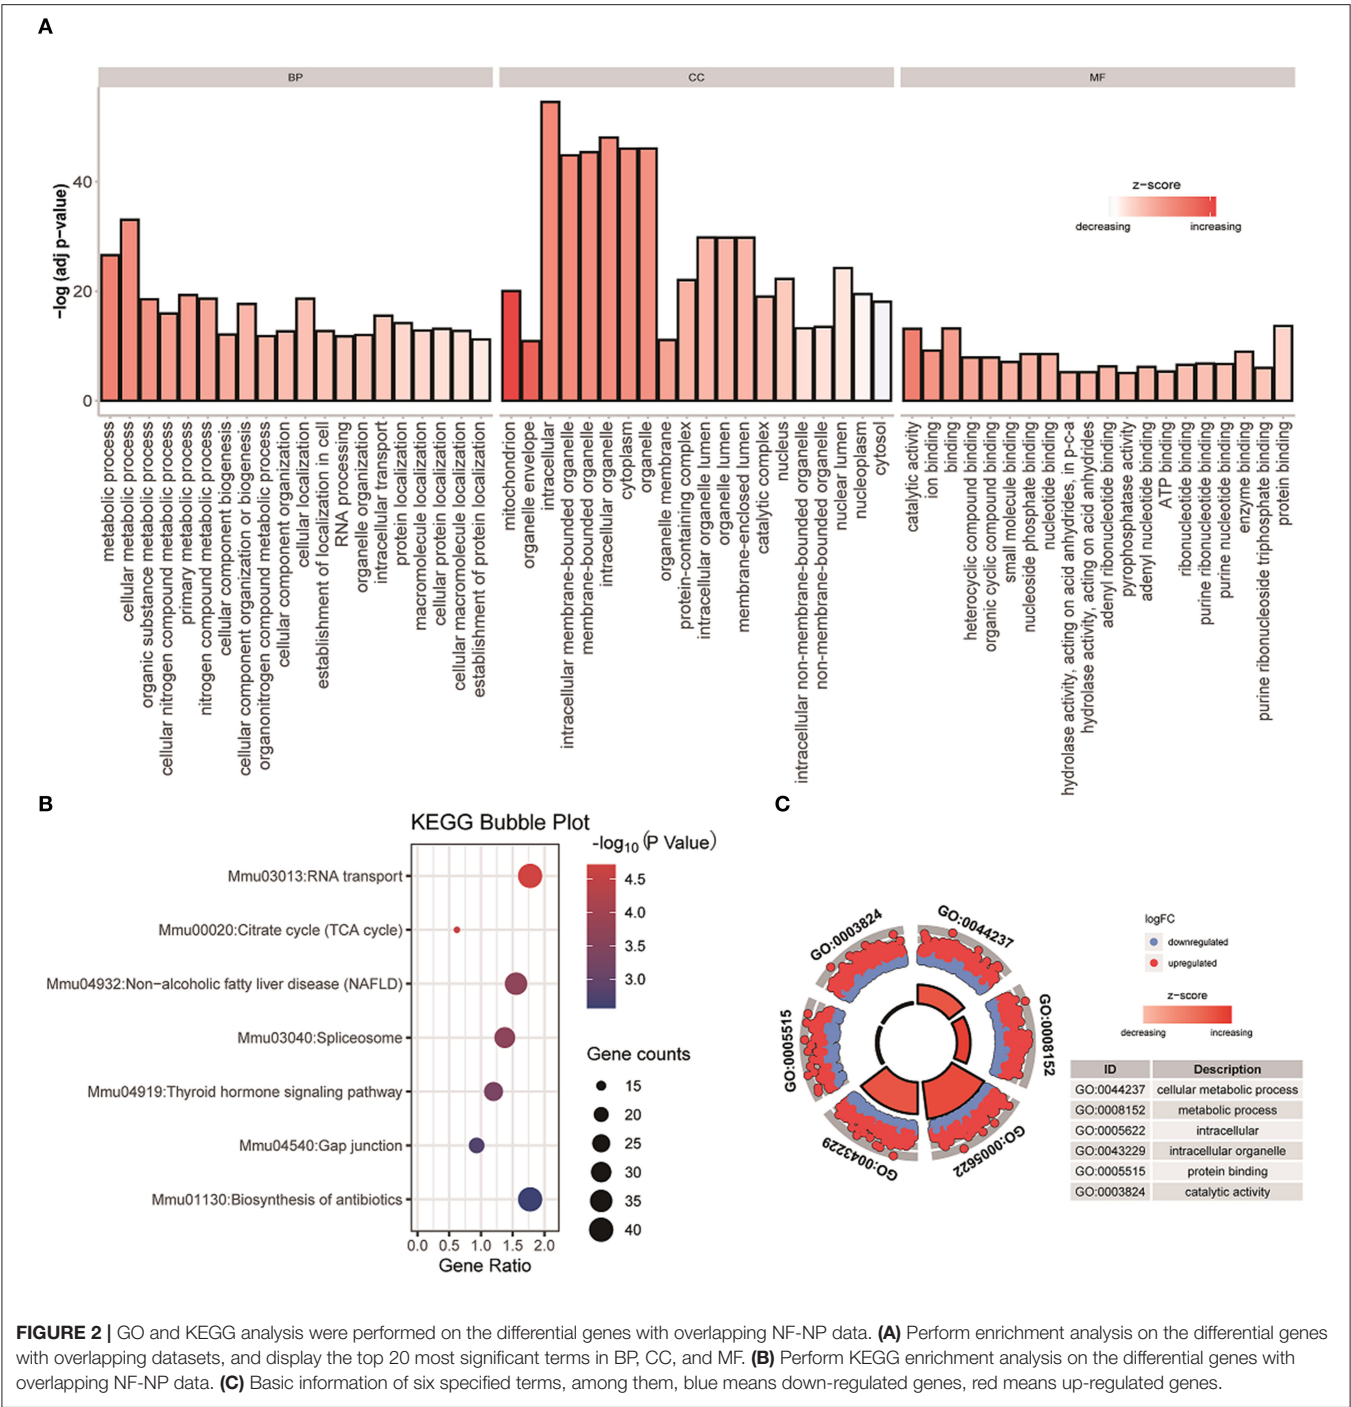 A
BP
CC
MF
-log (adj p-value)
40
20
0
z-score
decreasing
increasing
metabolic process
cellular metabolic process
organic substance metabolic process
cellular nitrogen compound metabolic process
primary metabolic process
nitrogen compound metabolic process
cellular component biogenesis
cellular component organization or biogenesis
organonitrogen compound metabolic process
cellular component organization
cellular localization
establishment of localization in cell
RNA processing
organelle organization
intracellular transport
protein localization
macromolecule localization
cellular protein localization
cellular macromolecule localization
establishment of protein localization
mitochondrion
organelle envelope
intracellular
intracellular membrane-bounded organelle
membrane-bounded organelle
intracellular organelle
cytoplasm
organelle
organelle membrane
protein-containing complex
intracellular organelle lumen
organelle lumen
membrane-enclosed lumen
catalytic complex
nucleus
intracellular non-membrane-bounded organelle
non-membrane-bounded organelle
nuclear lumen
nucleoplasm
cytosol
catalytic activity
ion binding
binding
heterocyclic compound binding
organic cyclic compound binding
small molecule binding
nucleoside phosphate binding
nucleotide binding
hydrolase activity, acting on acid anhydrides, in p-c-a
hydrolase activity, acting on acid anhydrides
adenyl ribonucleotide binding
pyrophosphatase activity
adenyl nucleotide binding
ATP binding
ribonucleotide binding
purine ribonucleotide binding
purine nucleotide binding
enzyme binding
purine ribonucleoside triphosphate binding
protein binding
B
KEGG Bubble Plot
Mmu03013:RNA transport
Mmu00020:Citrate cycle (TCA cycle)
Mmu04932:Non-alcoholic fatty liver disease (NAFLD)
Mmu03040:Spliceosome
Mmu04919:Thyroid hormone signaling pathway
Mmu04540:Gap junction
Mmu01130:Biosynthesis of antibiotics
0.0 0.5 1.0 1.5 2.0
Gene Ratio
-log10 (P Value)
4.5
4.0
3.5
3.0
Gene counts
15
20
25
30
35
40
C
GO:0003824
GO:0044237
GO:0008152
GO:0005622
GO:0043229
GO:0005515
logFC
downregulated
upregulated
z-score
decreasing increasing
ID Description
GO:0044237 cellular metabolic process
GO:0008152 metabolic process
GO:0005622 intracellular
GO:0043229 intracellular organelle
GO:0005515 protein binding
GO:0003824 catalytic activity
FIGURE 2 | GO and KEGG analysis were performed on the differential genes with overlapping NF-NP data. (A) Perform enrichment analysis on the differential genes
with overlapping datasets, and display the top 20 most significant terms in BP, CC, and MF. (B) Perform KEGG enrichment analysis on the differential genes with
overlapping NF-NP data. (C) Basic information of six specified terms, among them, blue means down-regulated genes, red means up-regulated genes.